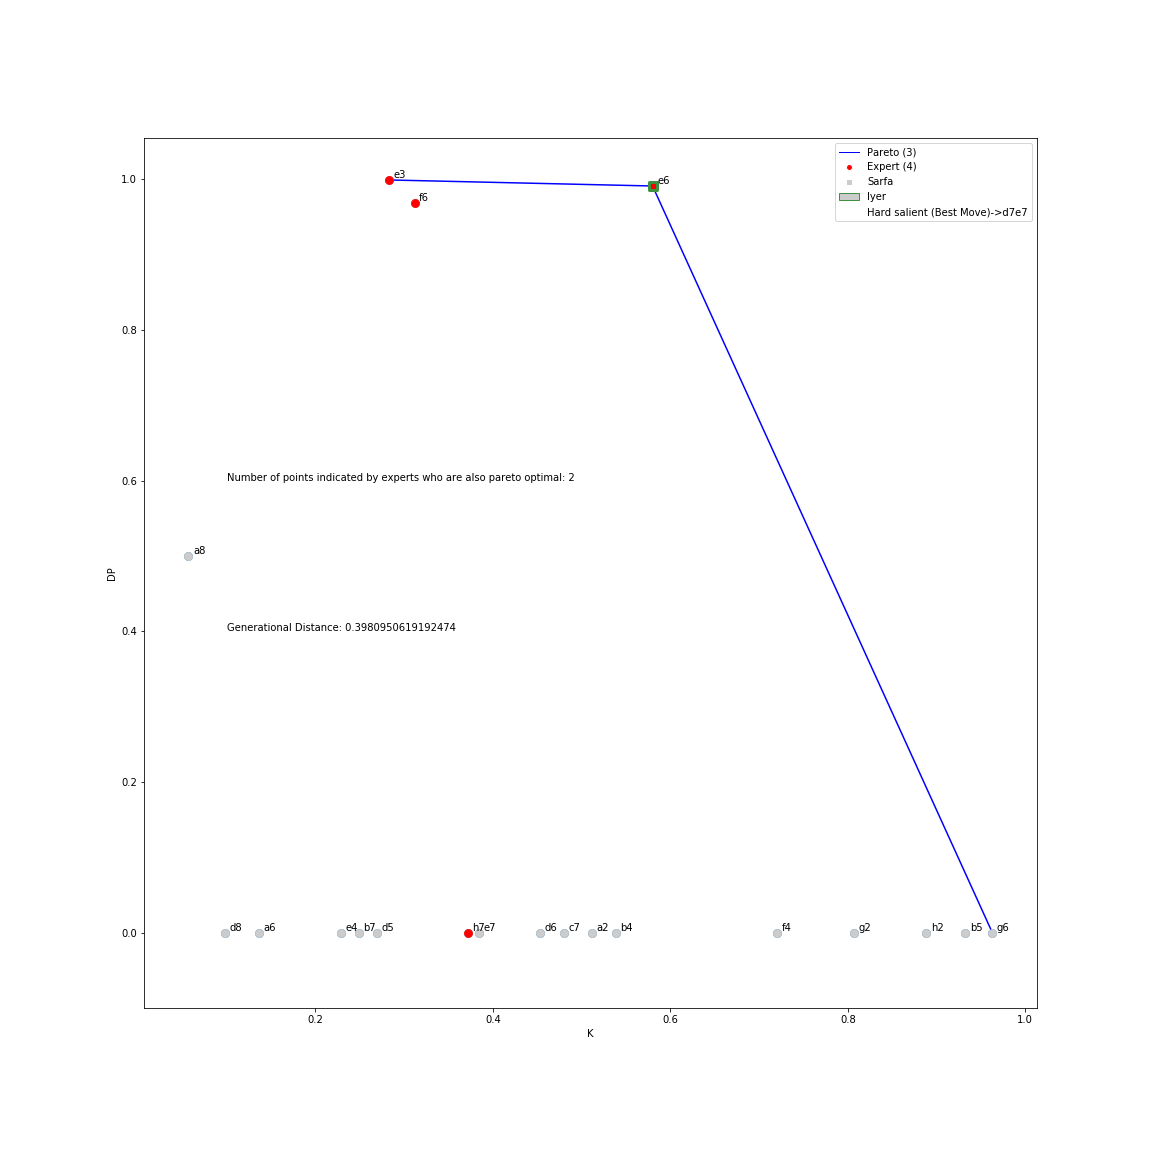 Pareto (3)
Expert (4)
Sarfa
Iyer
Hard salient (Best Move)->d7e7
e3
f6
e6
1.0
0.8
Number of points indicated by experts who are also pareto optimal: 2
0.6
a8
DP
Generational Distance: 0.3980950619192474
0.4
0.2
d8 a6 e4 b7 d5 h7 e7 d6 c7 a2 b4 f4 g2 h2 b5 g6
0.0
0.2 0.4 0.6 0.8 1.0
K